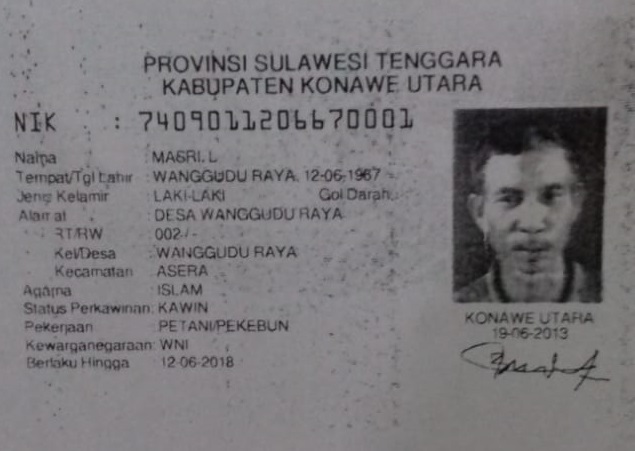 PROVINSI SULAWESI TENGGARA
KABUPATEN KONAWE UTARA
NIK : 7409011206670001
Nama : MASRI. L
Tempat/Tgl Lahir : WANGGUDU RAYA, 12-06-1967
Jenis Kelamin : LAKI-LAKI Gol Darah :
Alamat : DESA WANGGUDU RAYA
RT/RW : 002 / -
Kel/Desa : WANGGUDU RAYA
Kecamatan : ASERA
Agama : ISLAM
Status Perkawinan: KAWIN
Pekerjaan : PETANI/PEKEBUN
Kewarganegaraan: WNI
Berlaku Hingga : 12-06-2018
KONAWE UTARA
19-06-2013